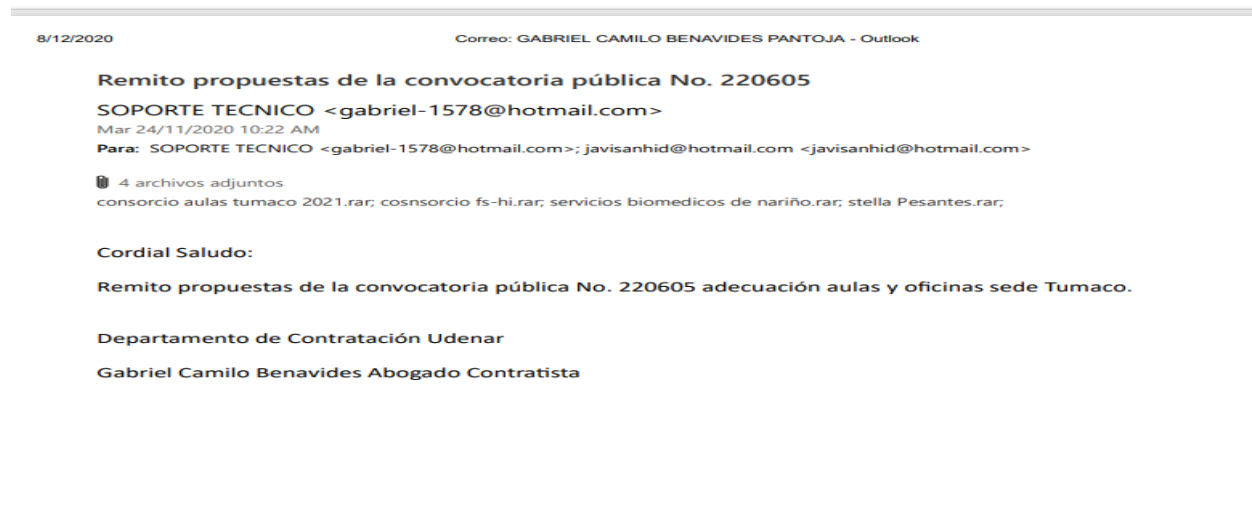 8/12/2020 Correo: GABRIEL CAMILO BENAVIDES PANTOJA - Outlook
Remito propuestas de la convocatoria pública No. 220605
SOPORTE TECNICO <gabriel-1578@hotmail.com>
Mar 24/11/2020 10:22 AM
Para: SOPORTE TECNICO <gabriel-1578@hotmail.com>; javisanhid@hotmail.com <javisanhid@hotmail.com>
4 archivos adjuntos
consorcio aulas tumaco 2021.rar; cosnsorcio fs-hi.rar; servicios biomedicos de nariño.rar; stella Pesantes.rar;
Cordial Saludo:
Remito propuestas de la convocatoria pública No. 220605 adecuación aulas y oficinas sede Tumaco.
Departamento de Contratación Udenar
Gabriel Camilo Benavides Abogado Contratista